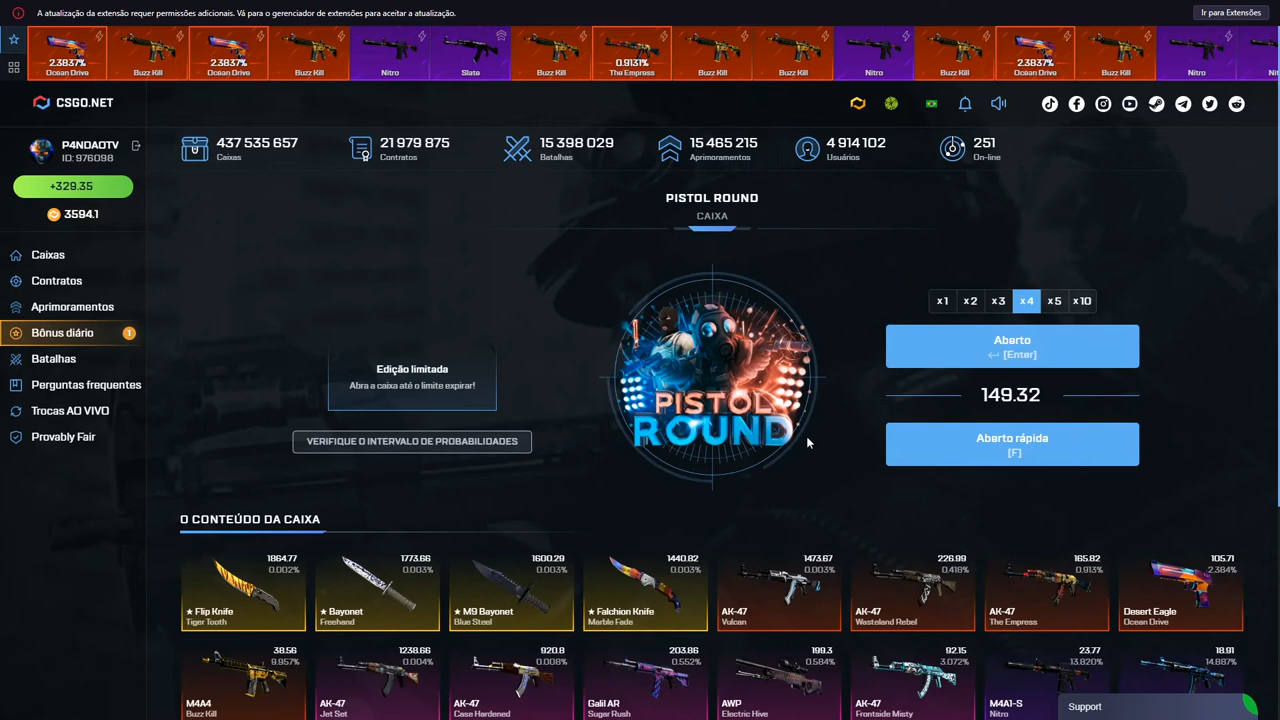 A atualização da extensão requer permissões adicionais. Vá para o gerenciador de extensões para aceitar a atualização.
Ir para Extensões
2.3837%
Ocean Drive
Buzz Kill
2.3837%
Ocean Drive
Buzz Kill
Nitro
Slate
Buzz Kill
0.9131%
The Empress
Buzz Kill
Buzz Kill
Nitro
Buzz Kill
2.3837%
Ocean Drive
Buzz Kill
Nitro
CSGO.NET
P4NDAOTV
ID: 976098
+329.35
3594.1
437 535 657
Caixas
21 979 875
Contratos
15 398 029
Batalhas
15 465 215
Aprimoramentos
4 914 102
Usuários
251
On-line
Caixas
Contratos
Aprimoramentos
Bônus diário
1
Batalhas
Perguntas frequentes
Trocas AO VIVO
Provably Fair
PISTOL ROUND
CAIXA
Edição limitada
Abra a caixa até o limite expirar!
VERIFIQUE O INTERVALO DE PROBABILIDADES
PISTOL
ROUND
x 1
x 2
x 3
x 4
x 5
x 10
Aberto
[Enter]
149.32
Aberto rápida
[F]
O CONTEÚDO DA CAIXA
1864.77
0.002%
★ Flip Knife
Tiger Tooth
1773.66
0.003%
★ Bayonet
Freehand
1600.29
0.003%
★ M9 Bayonet
Blue Steel
1440.82
0.003%
★ Falchion Knife
Marble Fade
1473.67
0.003%
AK-47
Vulcan
226.99
0.418%
AK-47
Wasteland Rebel
165.82
0.913%
AK-47
The Empress
105.71
2.384%
Desert Eagle
Ocean Drive
38.56
9.957%
M4A4
Buzz Kill
1238.66
0.004%
AK-47
Jet Set
920.8
0.008%
AK-47
Case Hardened
203.86
0.552%
Galil AR
Sugar Rush
199.3
0.584%
AWP
Electric Hive
92.15
3.072%
AK-47
Frontside Misty
23.77
13.820%
M4A1-S
Nitro
18.91
14.887%
Support